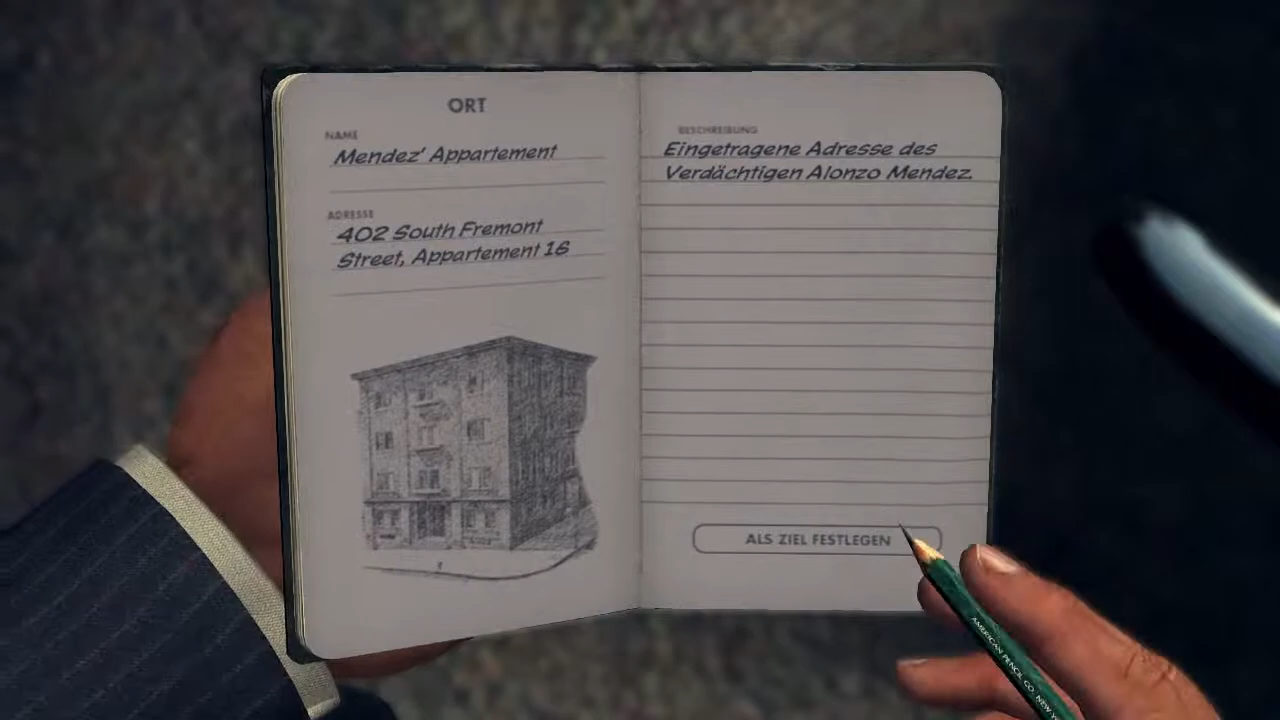 ORT
NAME
Mendez' Appartement
ADRESSE
402 South Fremont
Street, Appartement 16
BESCHREIBUNG
Eingetragene Adresse des
Verdächtigen Alonzo Mendez.
ALS ZIEL FESTLEGEN
AMERICAN PENCIL CO. NEW